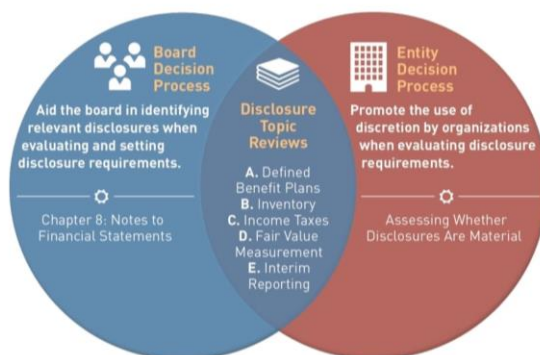 Board
Decision
Process
Aid the board in identifying
relevant disclosures when
evaluating and setting
disclosure requirements.
Chapter 8: Notes to
Financial Statements
Disclosure
Topic
Reviews
A. Defined
Benefit Plans
B. Inventory
C. Income Taxes
D. Fair Value
Measurement
E. Interim
Reporting
Entity
Decision
Process
Promote the use of
discretion by organizations
when evaluating disclosure
requirements.
Assessing Whether
Disclosures Are Material